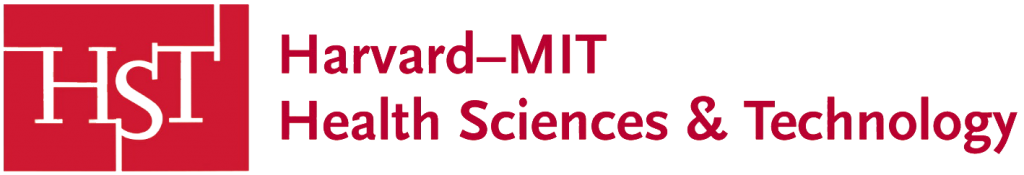 HST
Harvard–MIT
Health Sciences & Technology